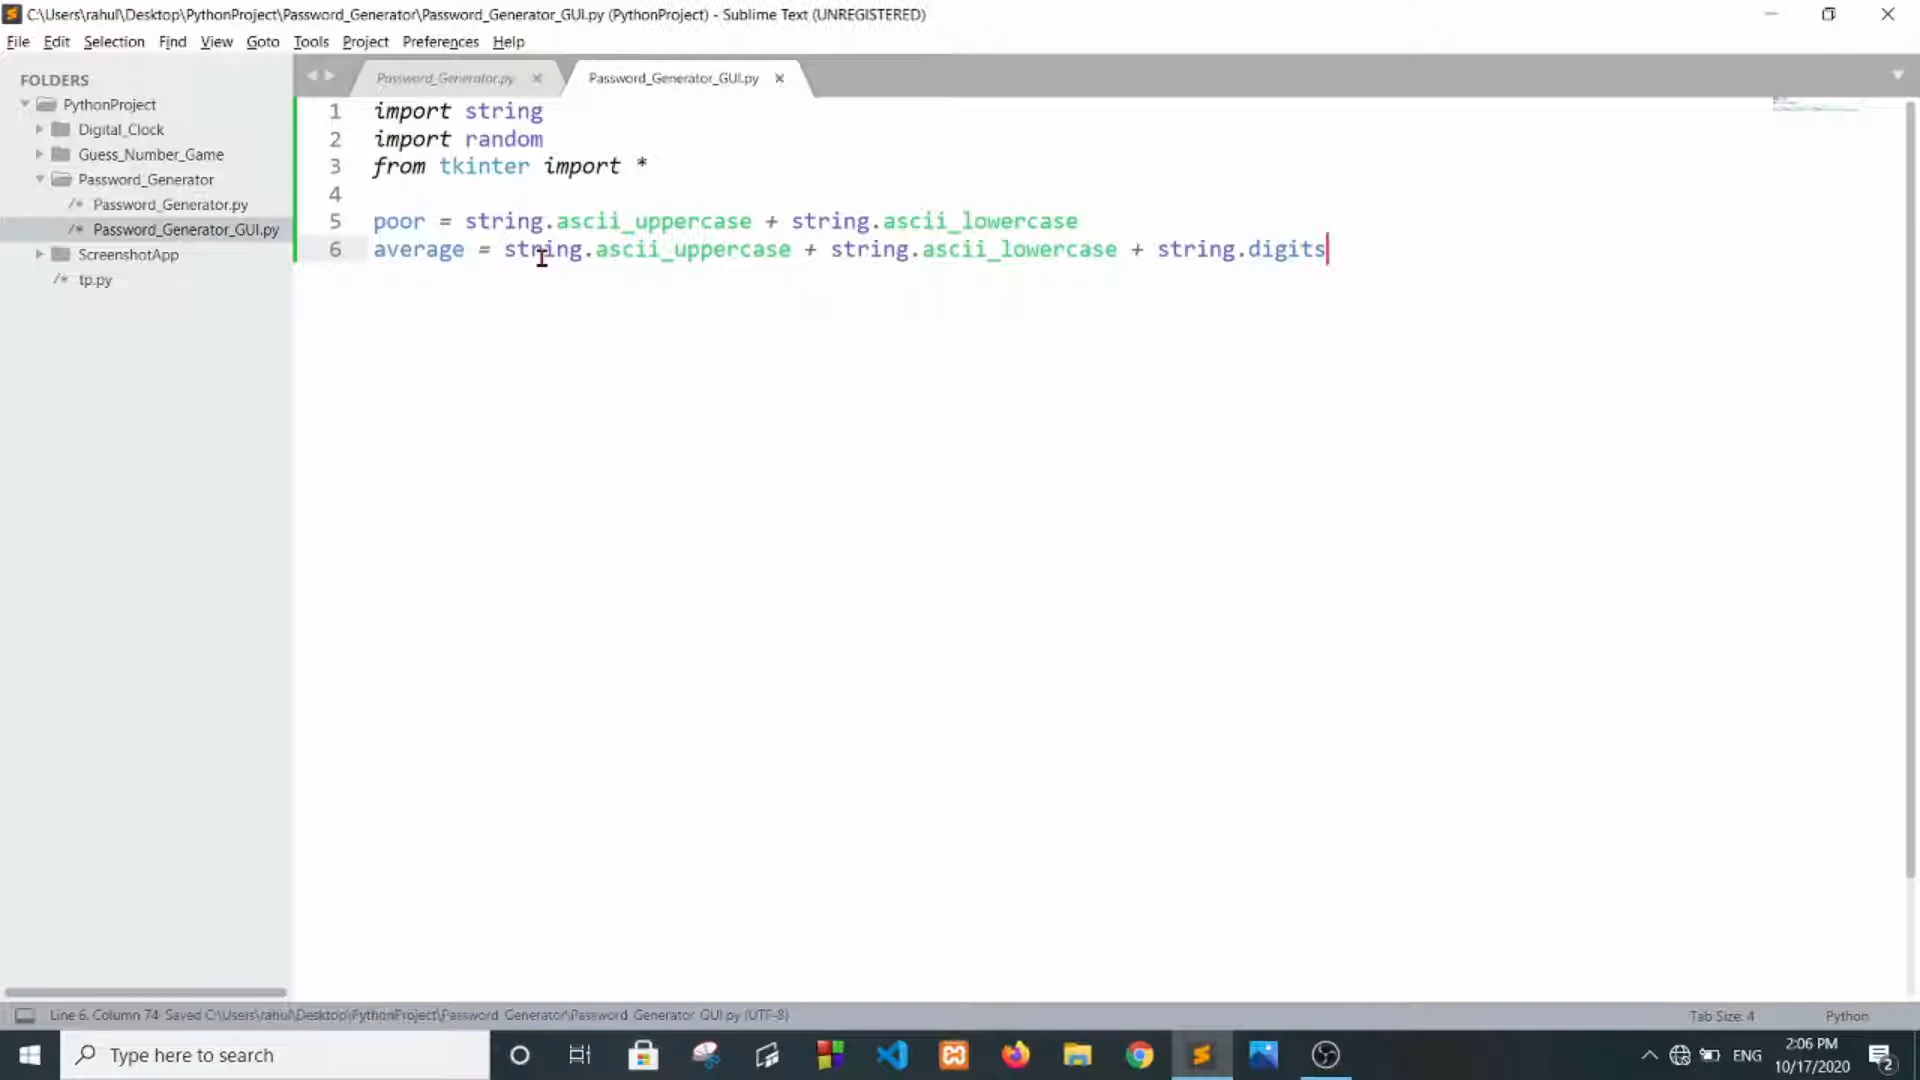 C:\Users\rahul\Desktop\PythonProject\Password_Generator\Password_Generator_GUI.py (PythonProject) - Sublime Text (UNREGISTERED)
File Edit Selection Find View Goto Tools Project Preferences Help
FOLDERS
PythonProject
Digital_Clock
Guess_Number_Game
Password_Generator
/* Password_Generator.py
/* Password_Generator_GUI.py
ScreenshotApp
/* tp.py
Password_Generator.py
Password_Generator_GUI.py
1 import string
2 import random
3 from tkinter import *
4
5 poor = string.ascii_uppercase + string.ascii_lowercase
6 average = string.ascii_uppercase + string.ascii_lowercase + string.digits
Line 6, Column 74 Saved C:\Users\rahul\Desktop\PythonProject\Password_Generator\Password_Generator_GUI.py (UTF-8)
Tab Size: 4
Python
Type here to search
ENG
2:06 PM
10/17/2020
2